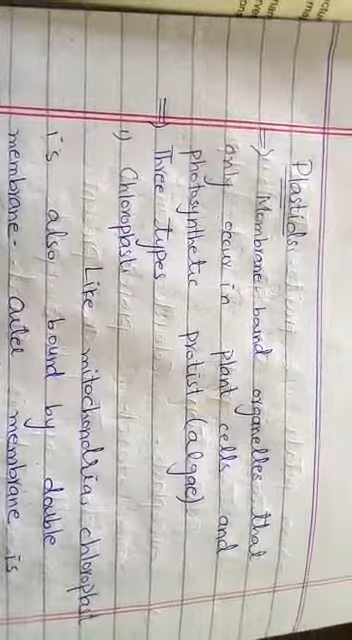 Plastids
=> Membrane bound organelles that
only occur in plant cells and
photosynthetic protist (algae)
=> Three types
1) Chloroplast
Like mitochondria, chloroplat
is also bound by double
membrane. outer membrane is